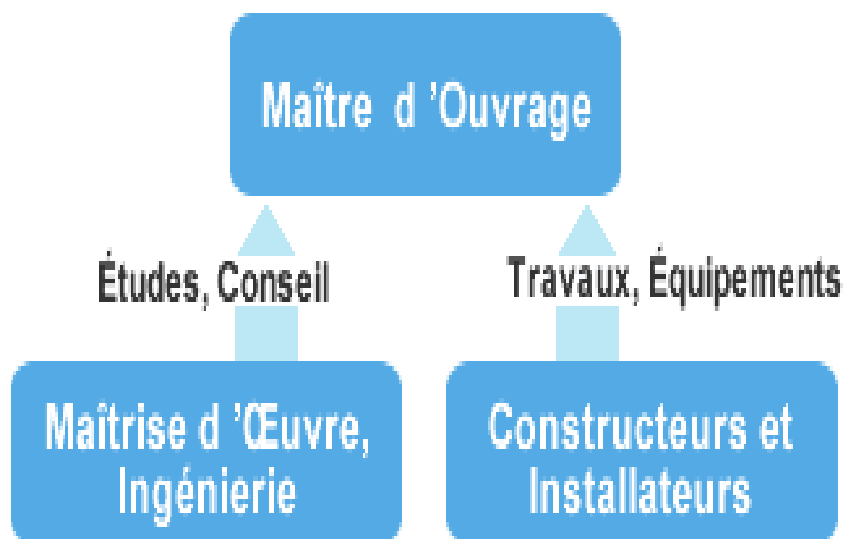 Maître d ’Ouvrage
Études, Conseil
Travaux, Équipements
Maîtrise d ’Œuvre,
Ingénierie
Constructeurs et
Installateurs